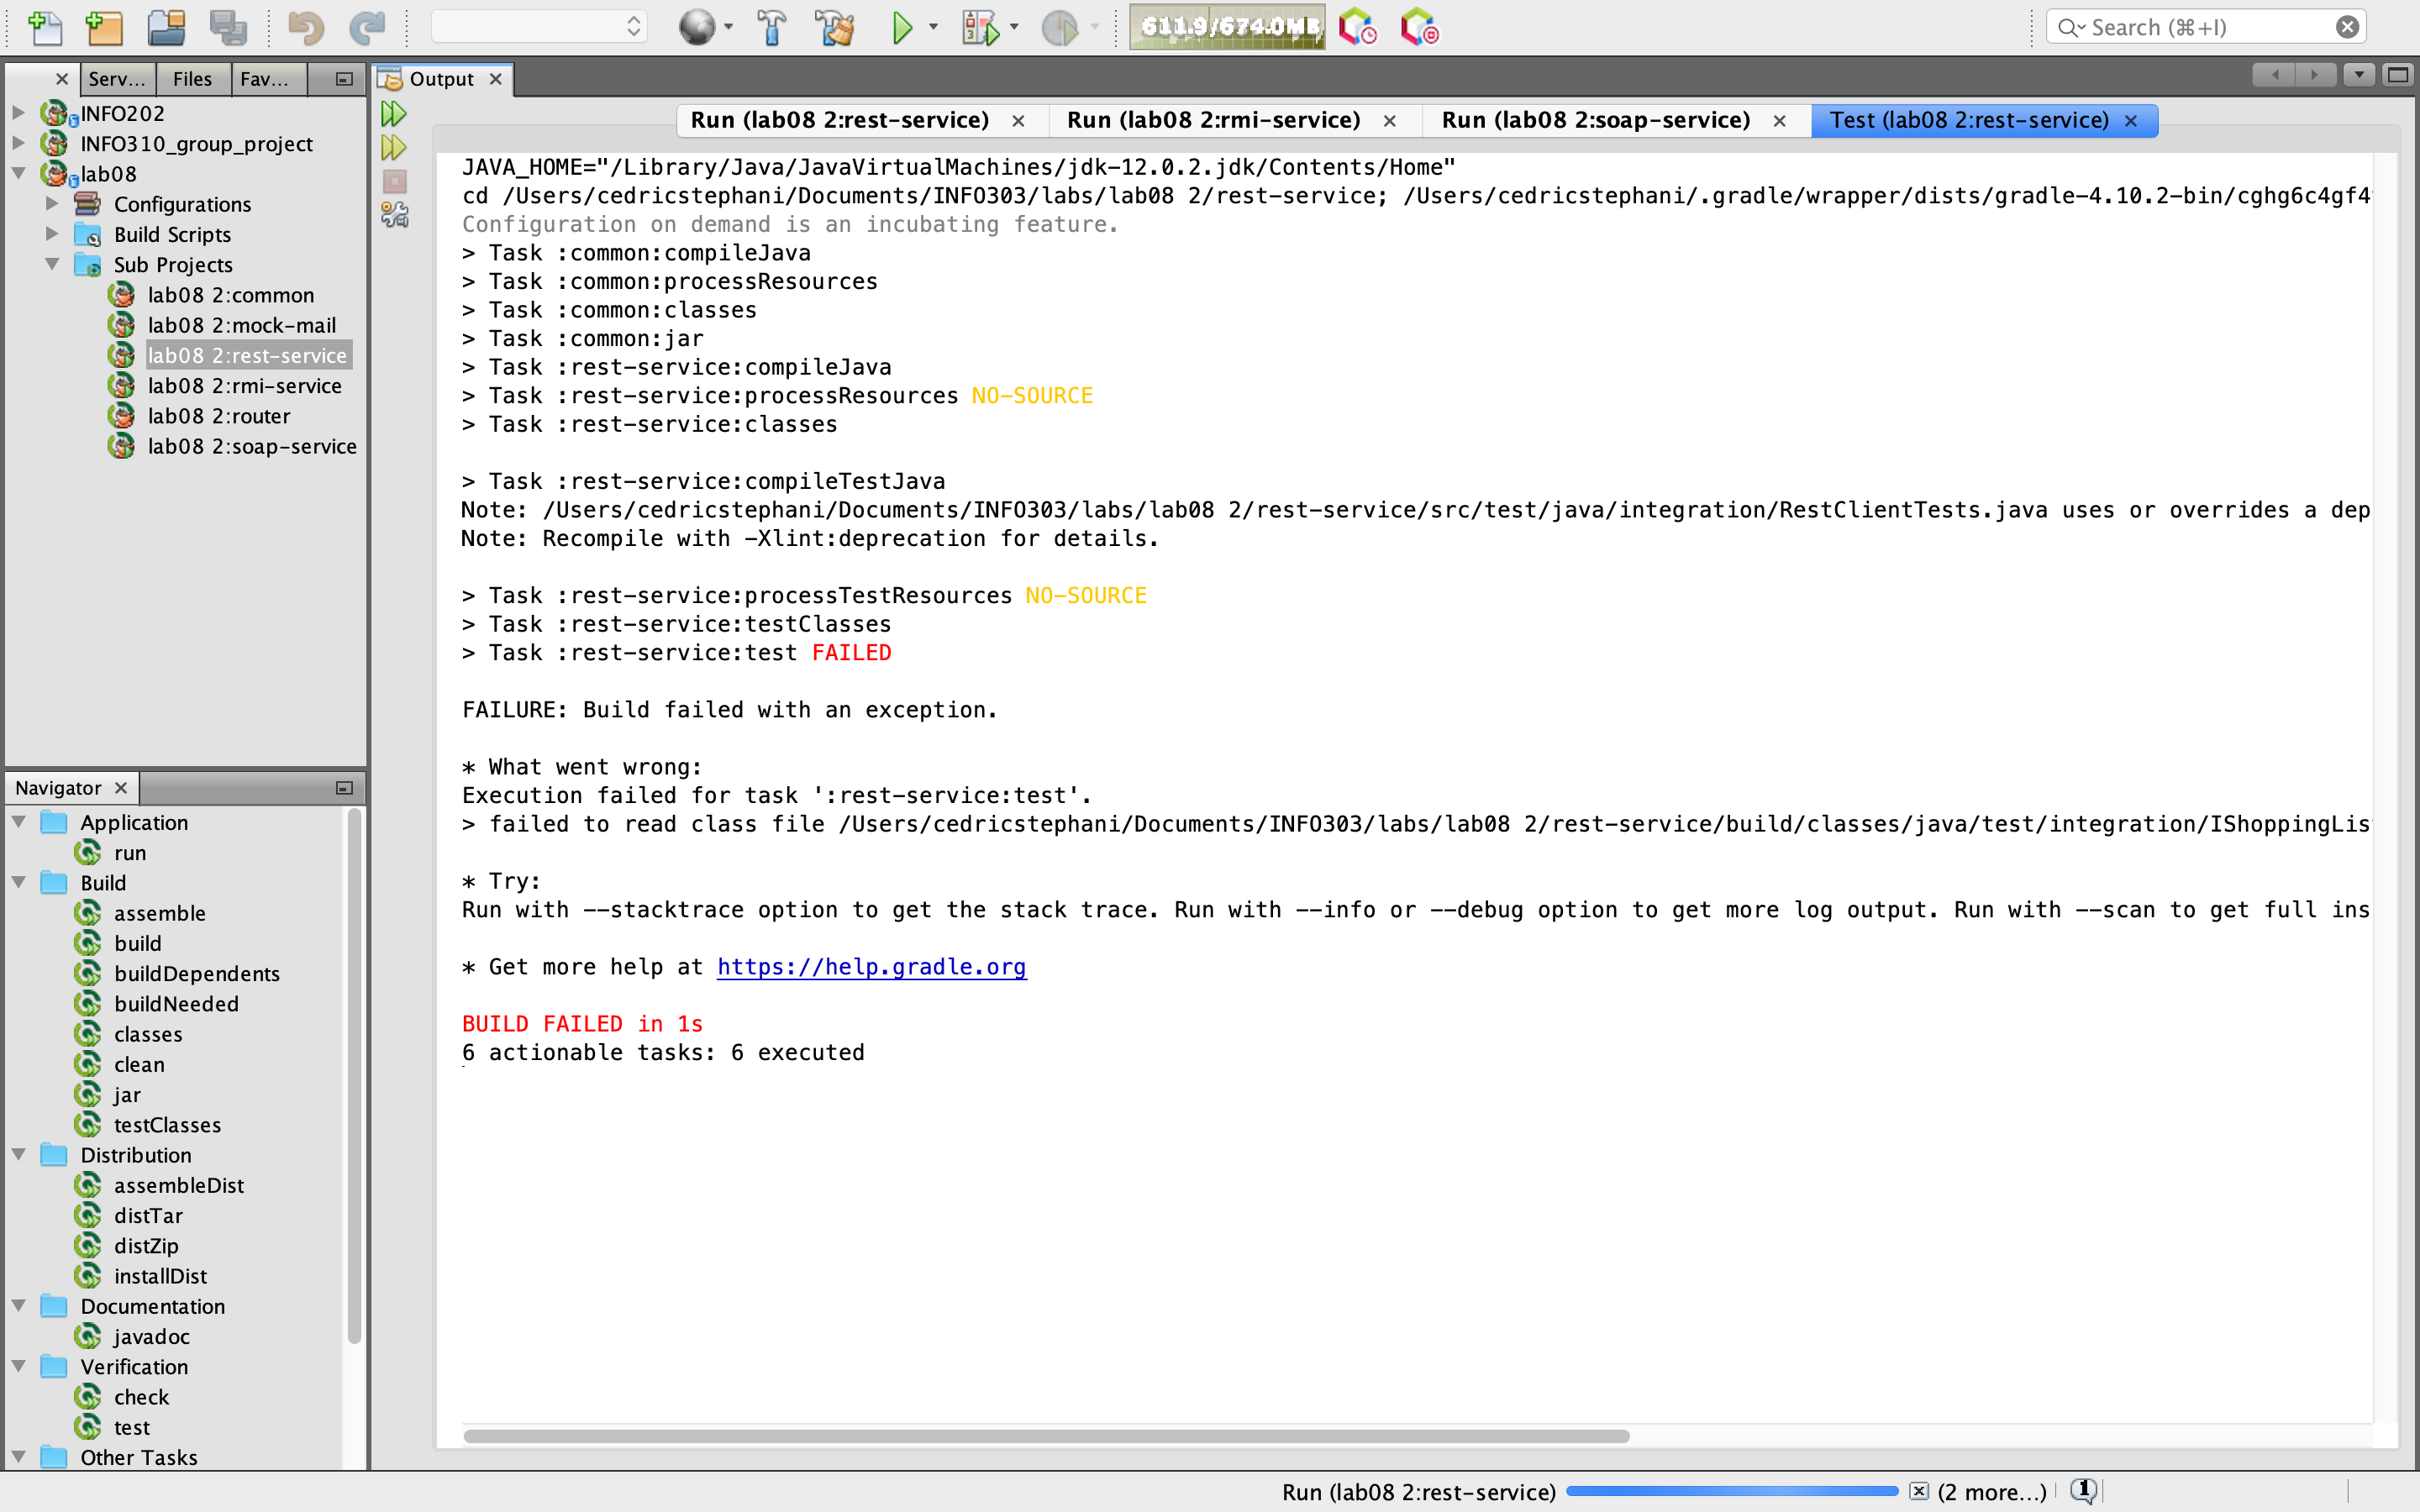 611.9/674.0MB
Search (⌘+I)
Serv...
Files
Fav...
Output
INFO202
INFO310_group_project
lab08
Configurations
Build Scripts
Sub Projects
lab08 2:common
lab08 2:mock-mail
lab08 2:rest-service
lab08 2:rmi-service
lab08 2:router
lab08 2:soap-service
Navigator
Application
run
Build
assemble
build
buildDependents
buildNeeded
classes
clean
jar
testClasses
Distribution
assembleDist
distTar
distZip
installDist
Documentation
javadoc
Verification
check
test
Other Tasks
Run (lab08 2:rest-service)
Run (lab08 2:rmi-service)
Run (lab08 2:soap-service)
Test (lab08 2:rest-service)
JAVA_HOME="/Library/Java/JavaVirtualMachines/jdk-12.0.2.jdk/Contents/Home"
cd /Users/cedricstephani/Documents/INFO303/labs/lab08 2/rest-service; /Users/cedricstephani/.gradle/wrapper/dists/gradle-4.10.2-bin/cghg6c4gf4
Configuration on demand is an incubating feature.
> Task :common:compileJava
> Task :common:processResources
> Task :common:classes
> Task :common:jar
> Task :rest-service:compileJava
> Task :rest-service:processResources NO-SOURCE
> Task :rest-service:classes
> Task :rest-service:compileTestJava
Note: /Users/cedricstephani/Documents/INFO303/labs/lab08 2/rest-service/src/test/java/integration/RestClientTests.java uses or overrides a dep
Note: Recompile with -Xlint:deprecation for details.
> Task :rest-service:processTestResources NO-SOURCE
> Task :rest-service:testClasses
> Task :rest-service:test FAILED
FAILURE: Build failed with an exception.
* What went wrong:
Execution failed for task ':rest-service:test'.
> failed to read class file /Users/cedricstephani/Documents/INFO303/labs/lab08 2/rest-service/build/classes/java/test/integration/IShoppingLis
* Try:
Run with --stacktrace option to get the stack trace. Run with --info or --debug option to get more log output. Run with --scan to get full ins
* Get more help at https://help.gradle.org
BUILD FAILED in 1s
6 actionable tasks: 6 executed
Run (lab08 2:rest-service)
(2 more...)
1